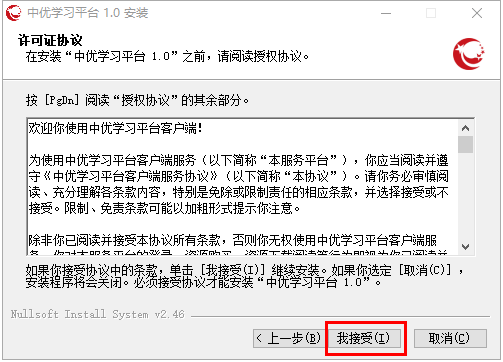 中优学习平台 1.0 安装
许可证协议
在安装“中优学习平台 1.0”之前，请阅读授权协议。
按 [PgDn] 阅读“授权协议”的其余部分。
欢迎你使用中优学习平台客户端！
为使用中优学习平台客户端服务（以下简称“本服务平台”），你应当阅读并遵
守《中优学习平台客户端服务协议》（以下简称“本协议”）。请你务必审慎阅
读、充分理解各条款内容，特别是免除或限制责任的相应条款，并选择接受或不
接受。限制、免责条款可能以加粗形式提示你注意。
除非你已阅读并接受本协议所有条款，否则你无权使用中优学习平台客户端服
如果你接受协议中的条款，单击 [我接受(I)] 继续安装。如果你选定 [取消(C)] ，
安装程序将会关闭。必须接受协议才能安装“中优学习平台 1.0”。
Nullsoft Install System v2.46
< 上一步(B)
我接受(I)
取消(C)